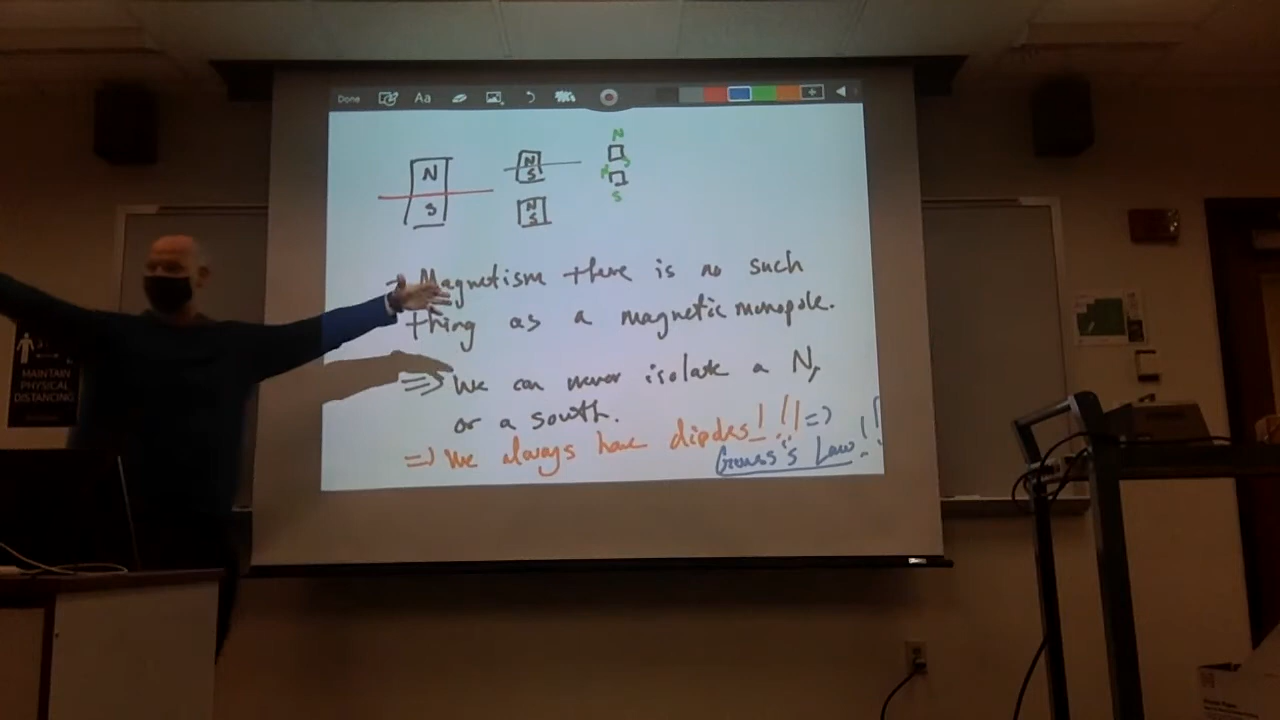 Done Aa
N
N
S
N
S
S
N
S
N
S
→ Magnetism there is no such
thing as a magnetic monopole.
=> We can never isolate a N,
or a south.
=> We always have dipoles!!! =>
Gauss's Law!!
MAINTAIN
PHYSICAL
DISTANCING